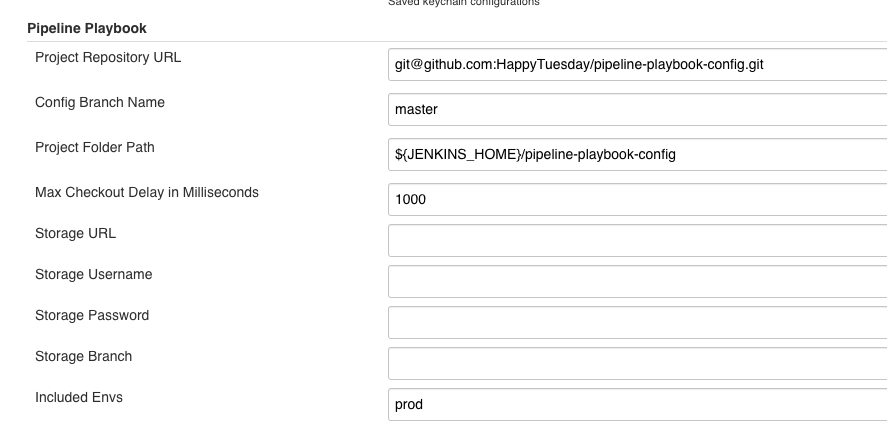 Saved keychain configurations
Pipeline Playbook
Project Repository URL
git@github.com:HappyTuesday/pipeline-playbook-config.git
Config Branch Name
master
Project Folder Path
${JENKINS_HOME}/pipeline-playbook-config
Max Checkout Delay in Milliseconds
1000
Storage URL
Storage Username
Storage Password
Storage Branch
Included Envs
prod